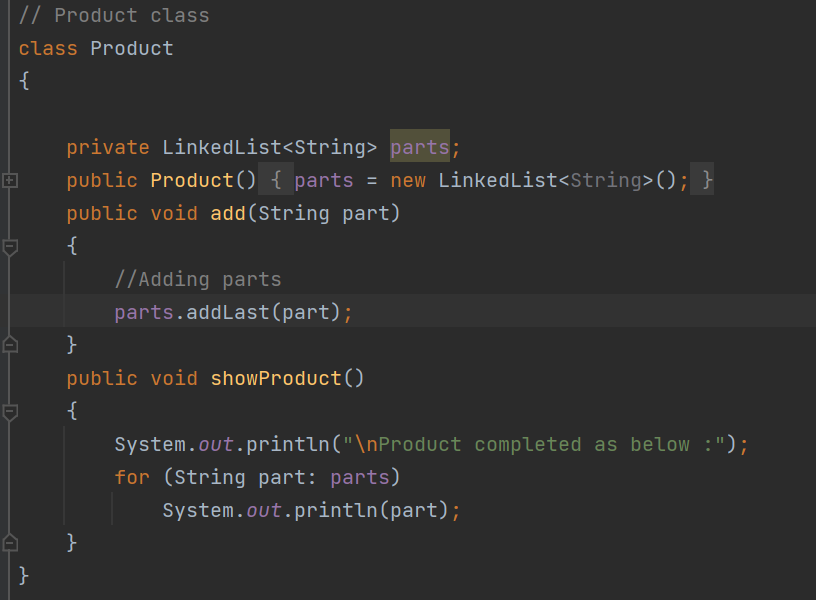 // Product class
class Product
{
private LinkedList<String> parts;
public Product() { parts = new LinkedList<String>(); }
public void add(String part)
{
//Adding parts
parts.addLast(part);
}
public void showProduct()
{
System.out.println("\nProduct completed as below :");
for (String part: parts)
System.out.println(part);
}
}